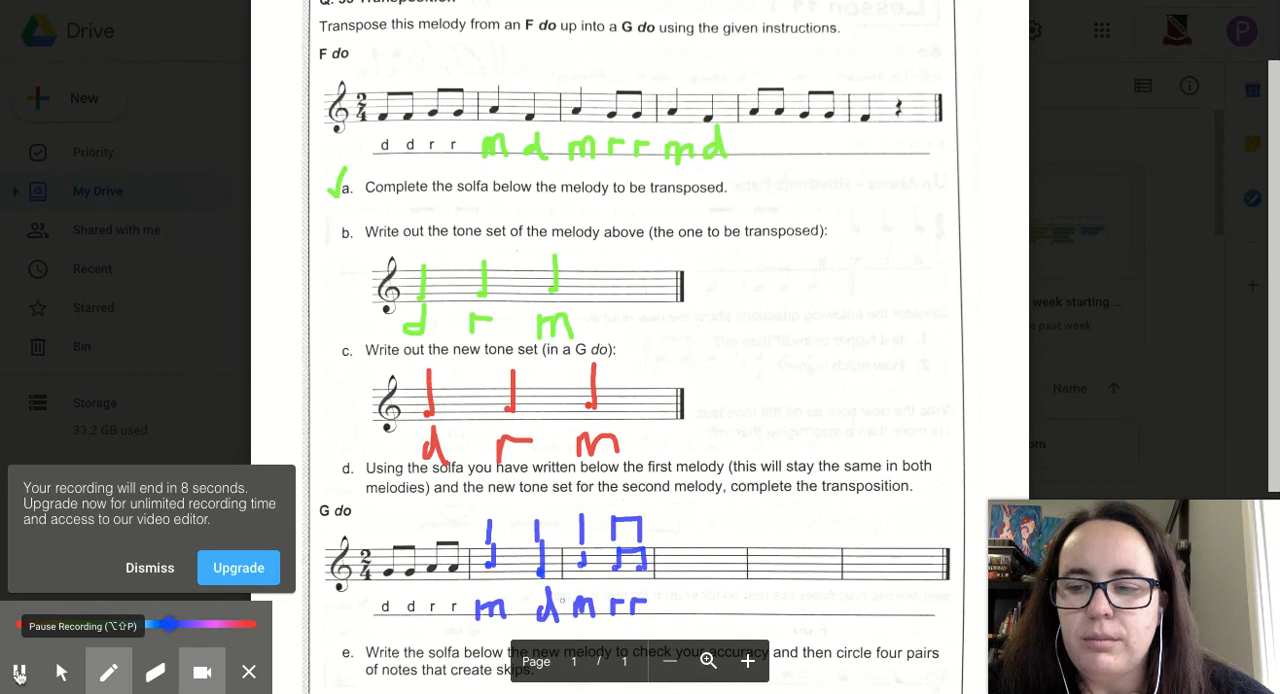 Transpose this melody from an F do up into a G do using the given instructions.
F do
d d r r m d m r r m d
a. Complete the solfa below the melody to be transposed.
b. Write out the tone set of the melody above (the one to be transposed):
d r m
c. Write out the new tone set (in a G do):
d r m
d. Using the solfa you have written below the first melody (this will stay the same in both
melodies) and the new tone set for the second melody, complete the transposition.
G do
d d r r m d m r r
e. Write the solfa below the new melody to check your accuracy and then circle four pairs
of notes that create skips.
Drive
New
Priority
My Drive
Shared with me
Recent
Starred
Bin
Storage
33.2 GB used
Your recording will end in 8 seconds.
Upgrade now for unlimited recording time
and access to our video editor.
Dismiss Upgrade
Pause Recording (⌥⇧P)
Page 1 / 1
P
week starting ...
e past week
Name